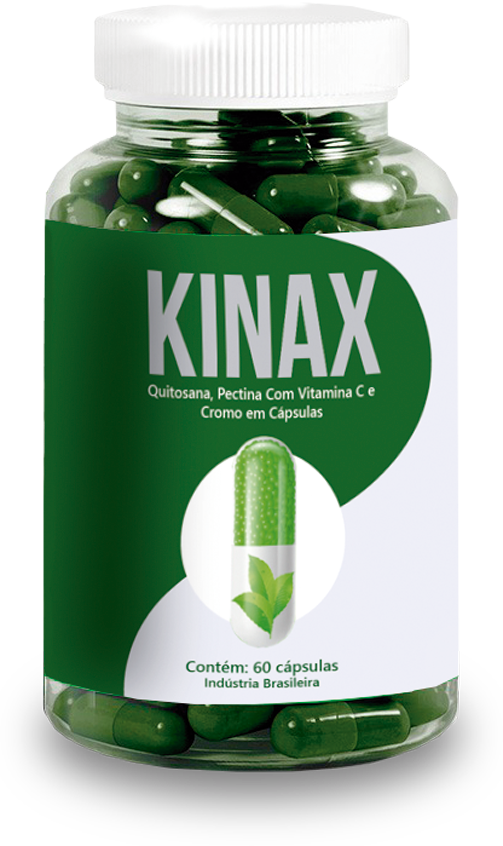 KINAX
Quitosana, Pectina Com Vitamina C e
Cromo em Cápsulas
Contém: 60 cápsulas
Indústria Brasileira